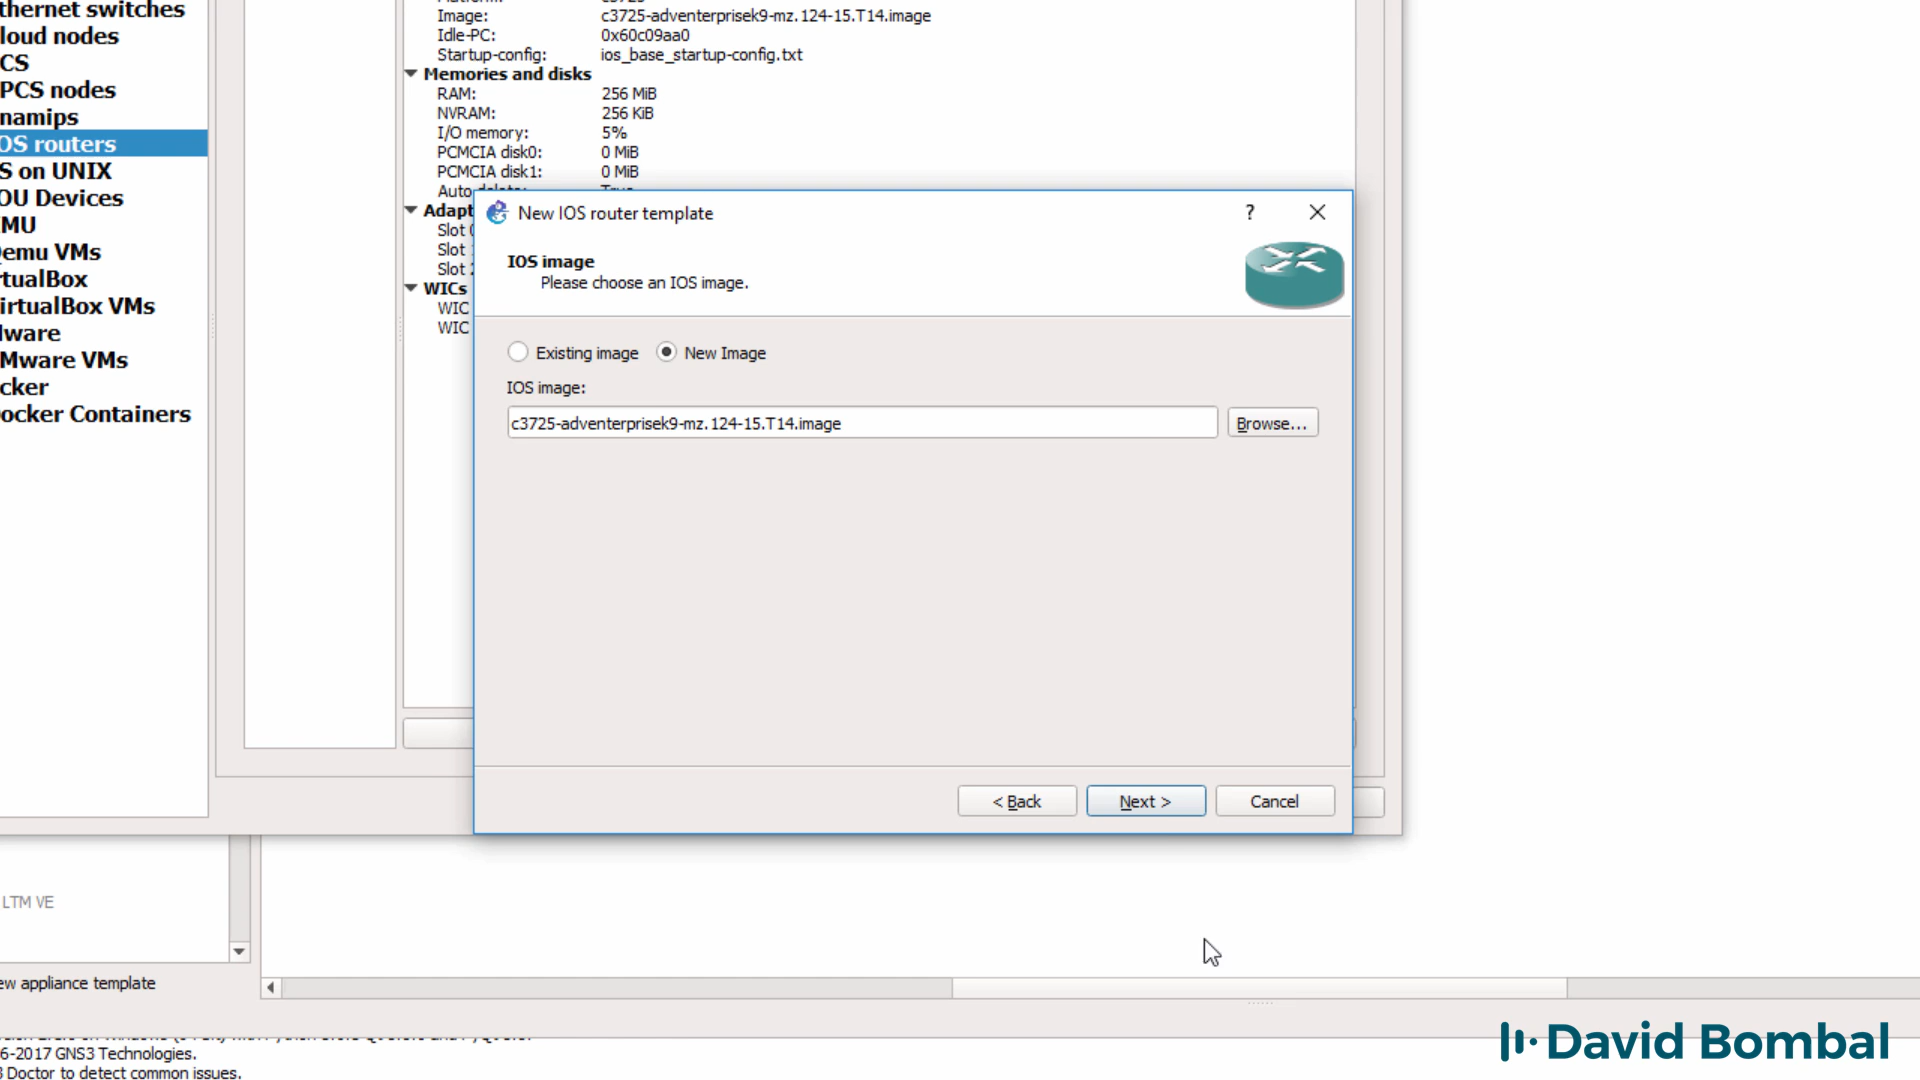 thernet switches
loud nodes
CS
PCS nodes
namips
OS routers
S on UNIX
OU Devices
MU
emu VMs
rtualBox
irtualBox VMs
ware
Mware VMs
cker
ocker Containers
Image: c3725-adventerprisek9-mz.124-15.T14.image
Idle-PC: 0x60c09aa0
Startup-config: ios_base_startup-config.txt
Memories and disks
RAM: 256 MiB
NVRAM: 256 KiB
I/O memory: 5%
PCMCIA disk0: 0 MiB
PCMCIA disk1: 0 MiB
Auto delete: True
Adapt
Slot
Slot
Slot
WICs
WIC
WIC
New IOS router template
?
IOS image
Please choose an IOS image.
Existing image New Image
IOS image:
c3725-adventerprisek9-mz.124-15.T14.image
Browse...
< Back Next > Cancel
LTM VE
ew appliance template
6-2017 GNS3 Technologies.
Doctor to detect common issues.
David Bombal